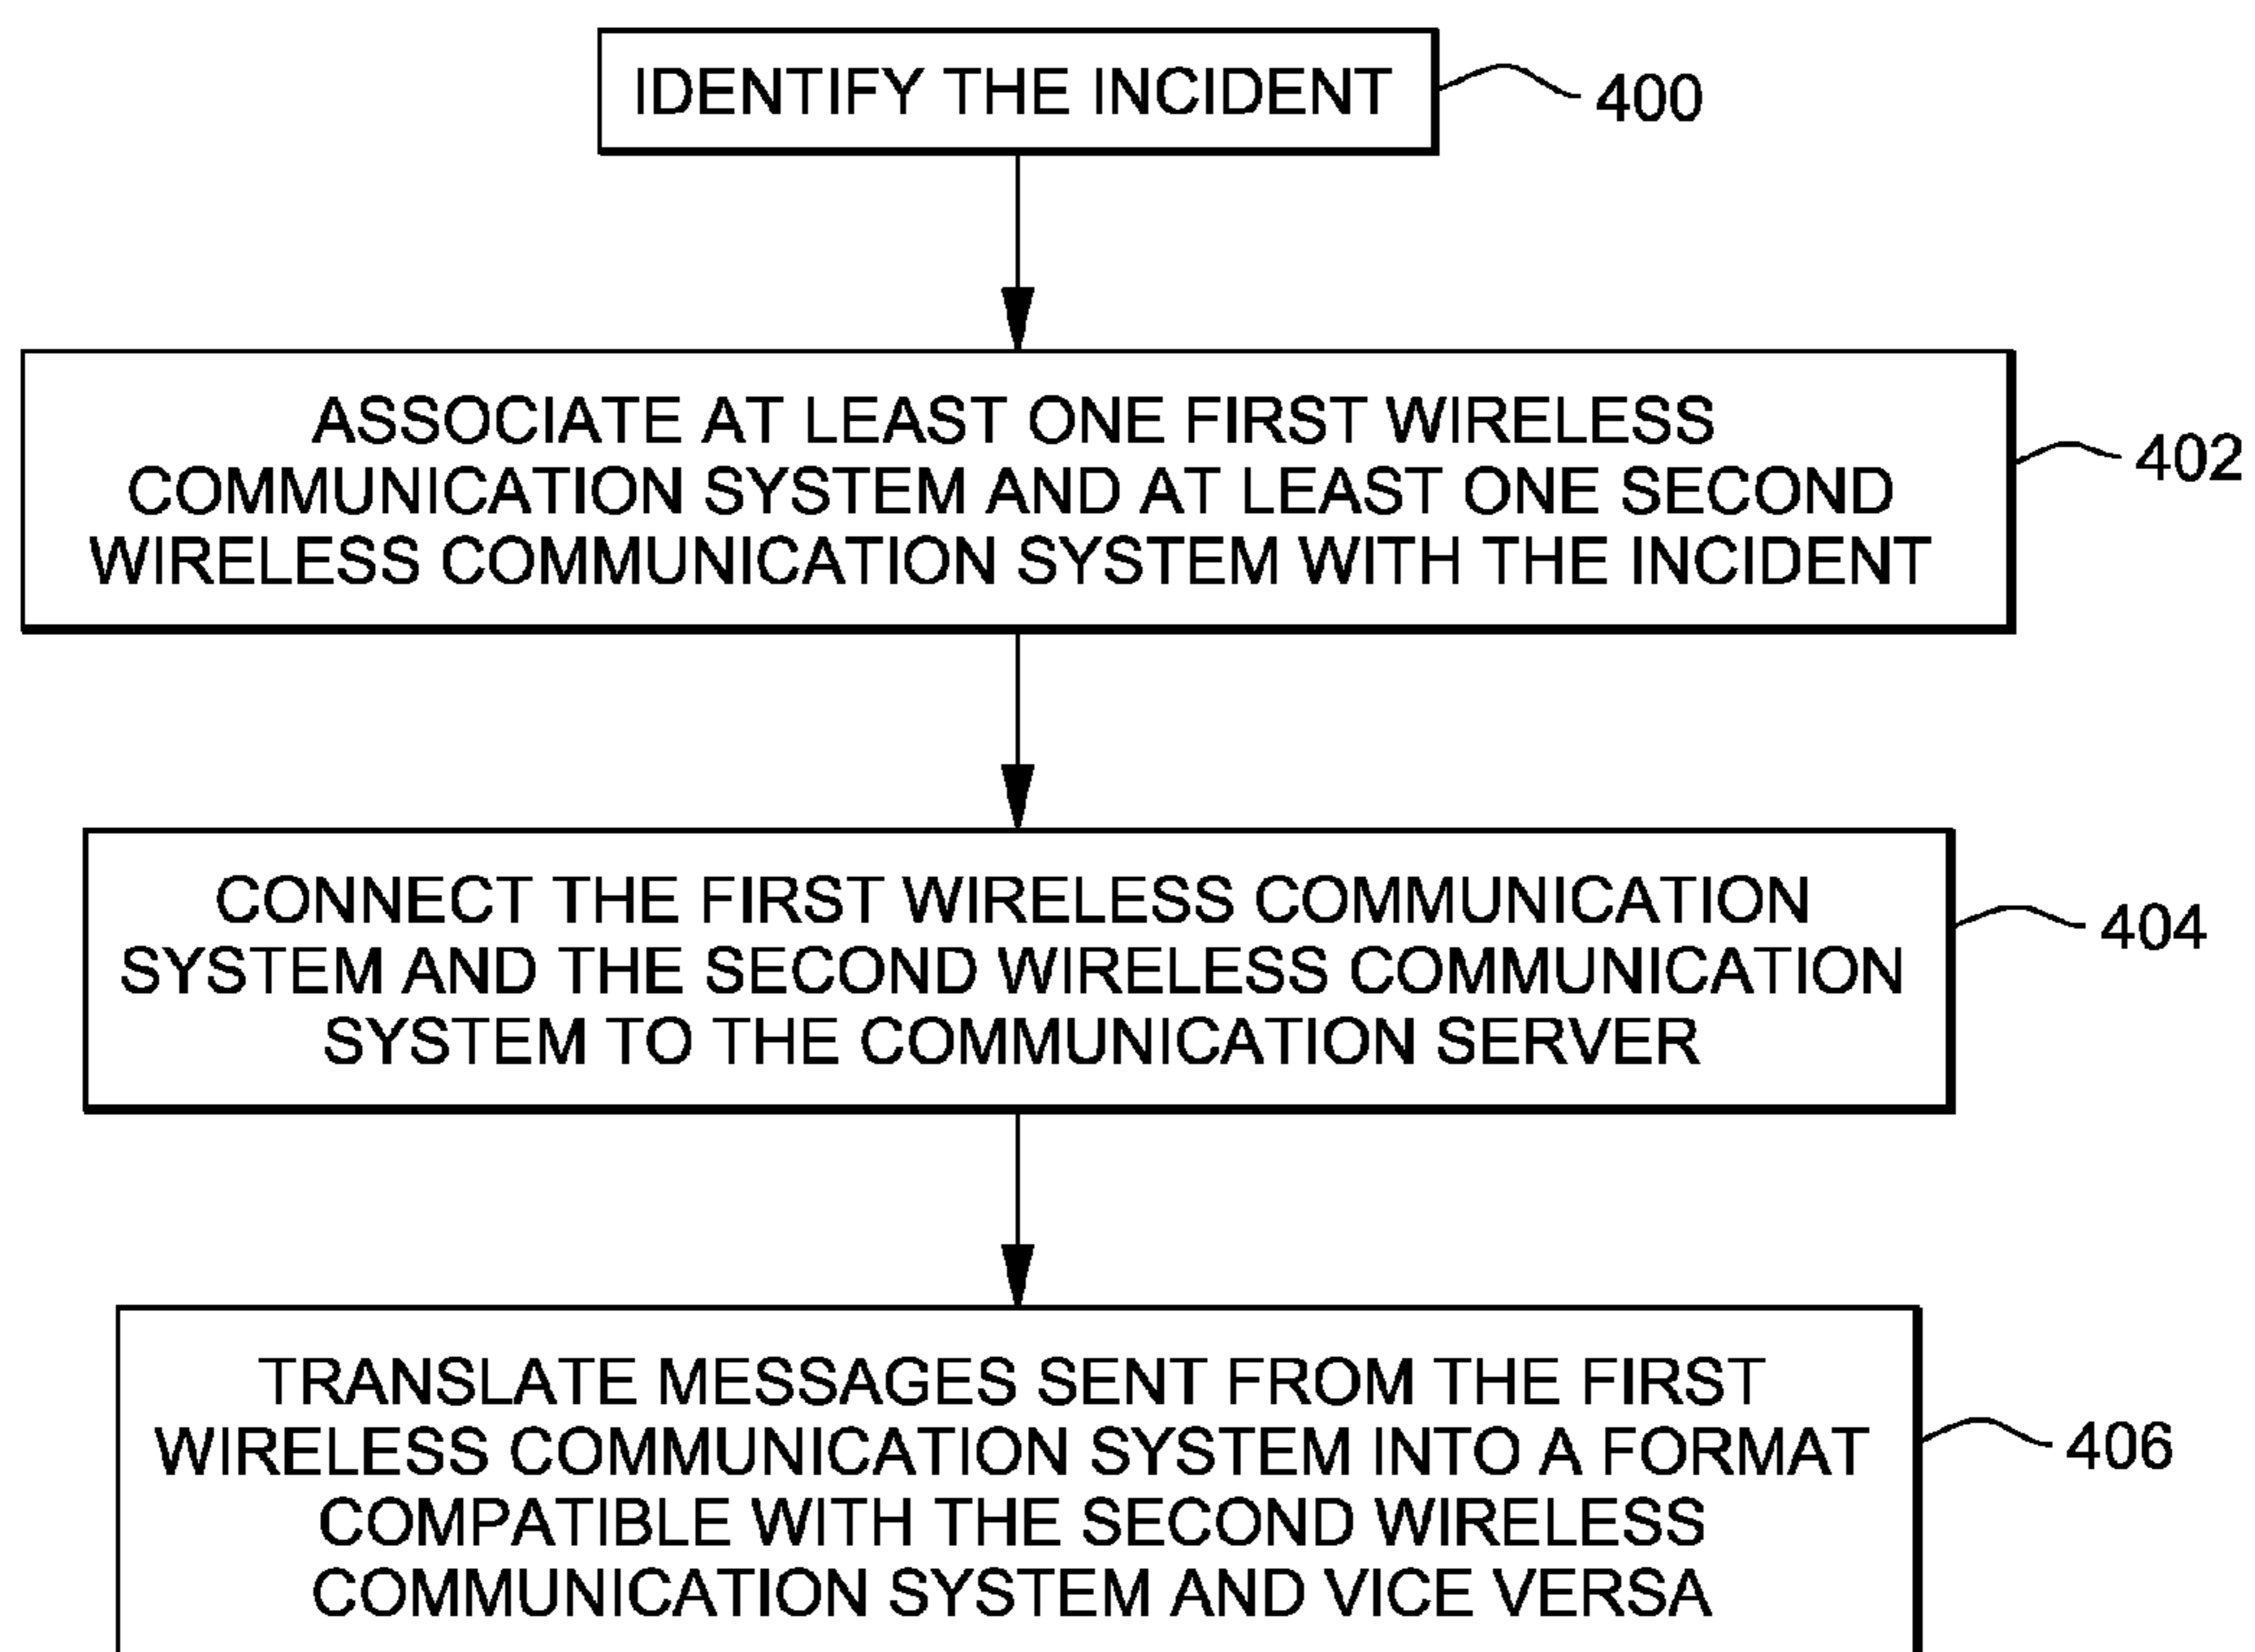 IDENTIFY THE INCIDENT
400
ASSOCIATE AT LEAST ONE FIRST WIRELESS
COMMUNICATION SYSTEM AND AT LEAST ONE SECOND
WIRELESS COMMUNICATION SYSTEM WITH THE INCIDENT
402
CONNECT THE FIRST WIRELESS COMMUNICATION
SYSTEM AND THE SECOND WIRELESS COMMUNICATION
SYSTEM TO THE COMMUNICATION SERVER
404
TRANSLATE MESSAGES SENT FROM THE FIRST
WIRELESS COMMUNICATION SYSTEM INTO A FORMAT
COMPATIBLE WITH THE SECOND WIRELESS
COMMUNICATION SYSTEM AND VICE VERSA
406